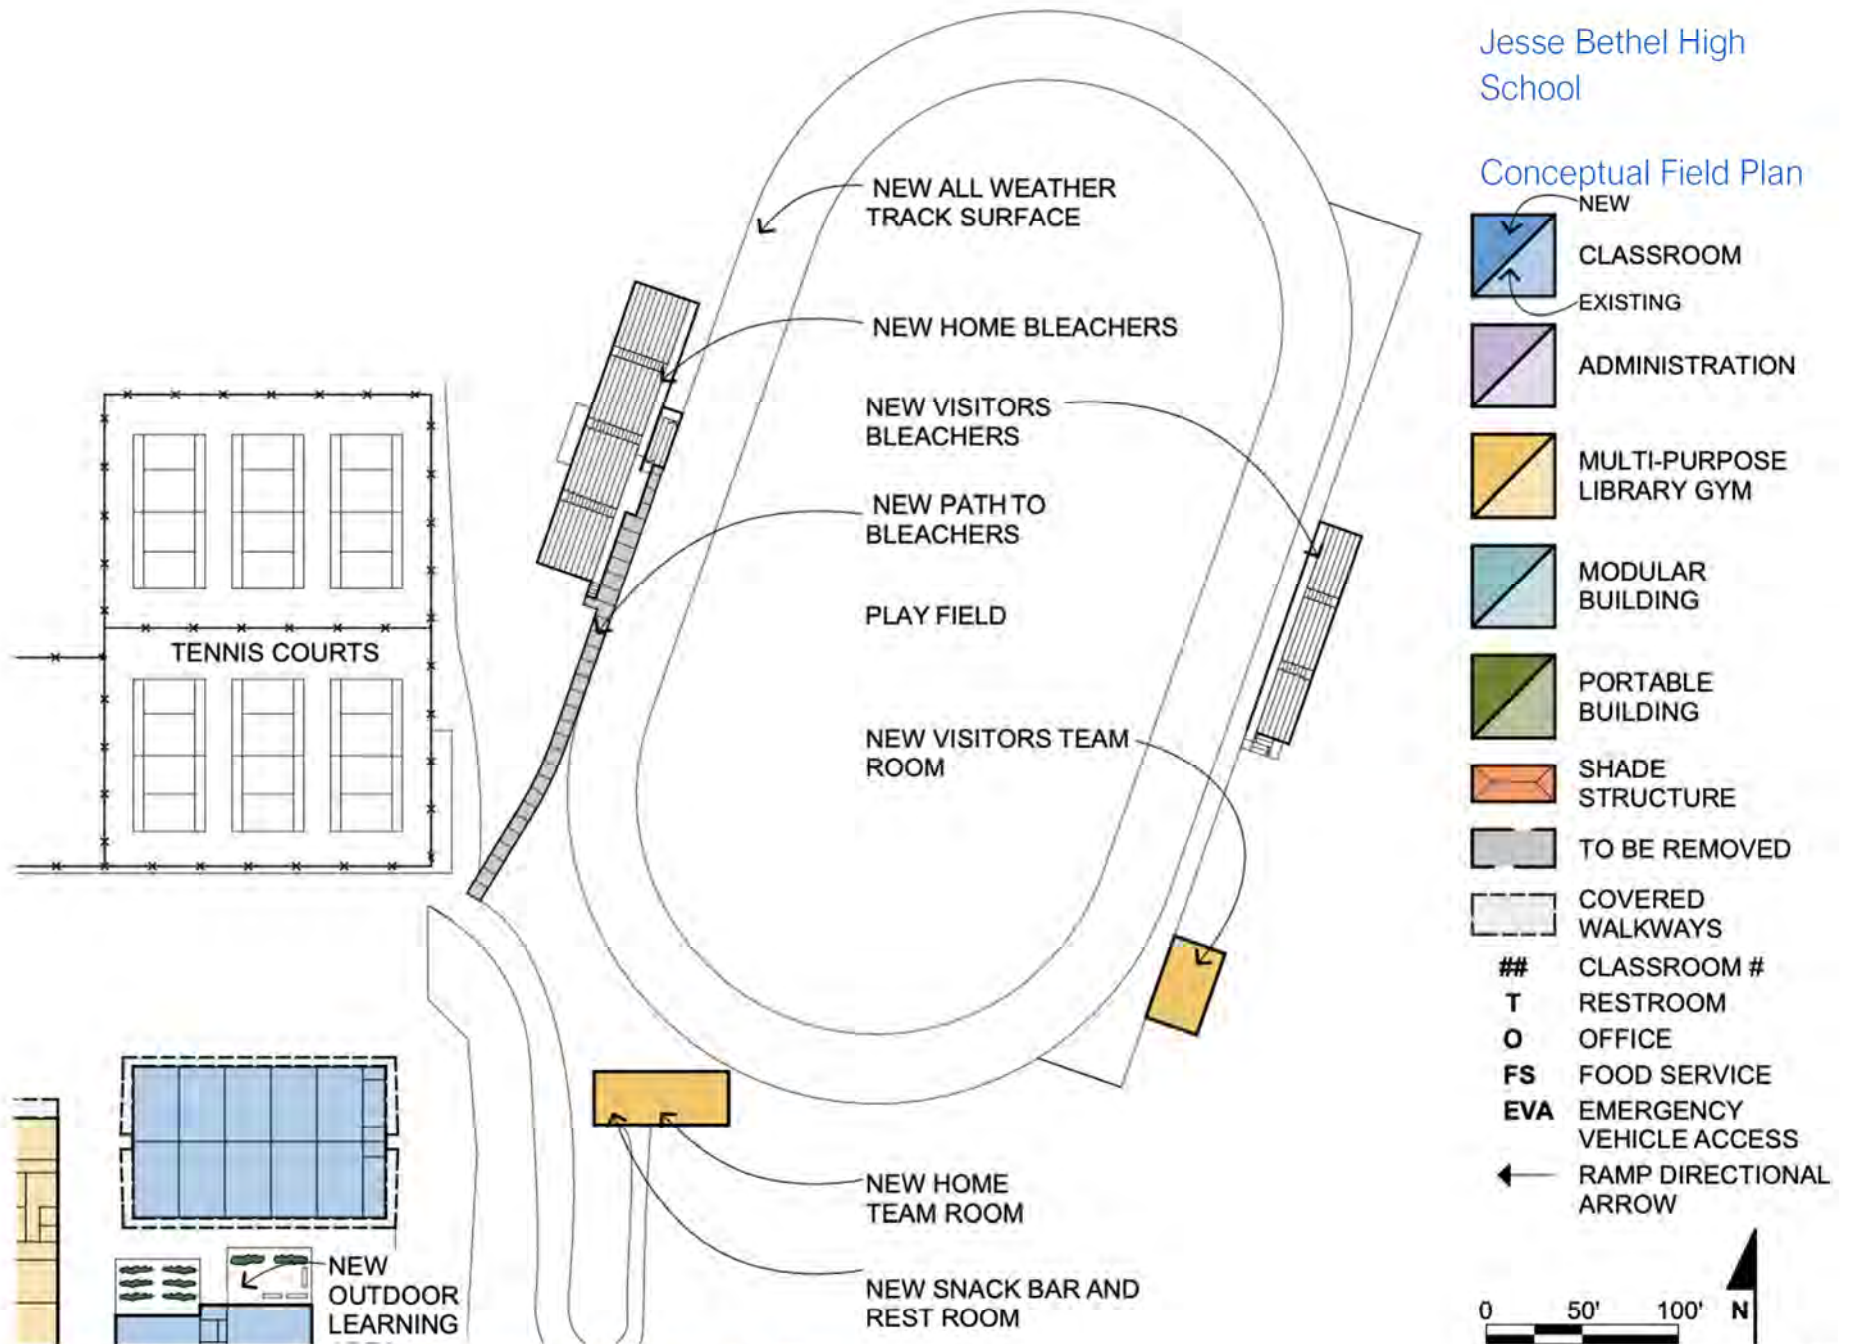 Jesse Bethel High
School
Conceptual Field Plan
NEW
CLASSROOM
EXISTING
ADMINISTRATION
MULTI-PURPOSE
LIBRARY GYM
MODULAR
BUILDING
PORTABLE
BUILDING
SHADE
STRUCTURE
TO BE REMOVED
COVERED
WALKWAYS
## CLASSROOM #
T RESTROOM
O OFFICE
FS FOOD SERVICE
EVA EMERGENCY
VEHICLE ACCESS
RAMP DIRECTIONAL
ARROW
0 50' 100' N
NEW ALL WEATHER
TRACK SURFACE
NEW HOME BLEACHERS
NEW VISITORS
BLEACHERS
NEW PATH TO
BLEACHERS
PLAY FIELD
TENNIS COURTS
NEW VISITORS TEAM
ROOM
NEW HOME
TEAM ROOM
NEW SNACK BAR AND
REST ROOM
NEW
OUTDOOR
LEARNING